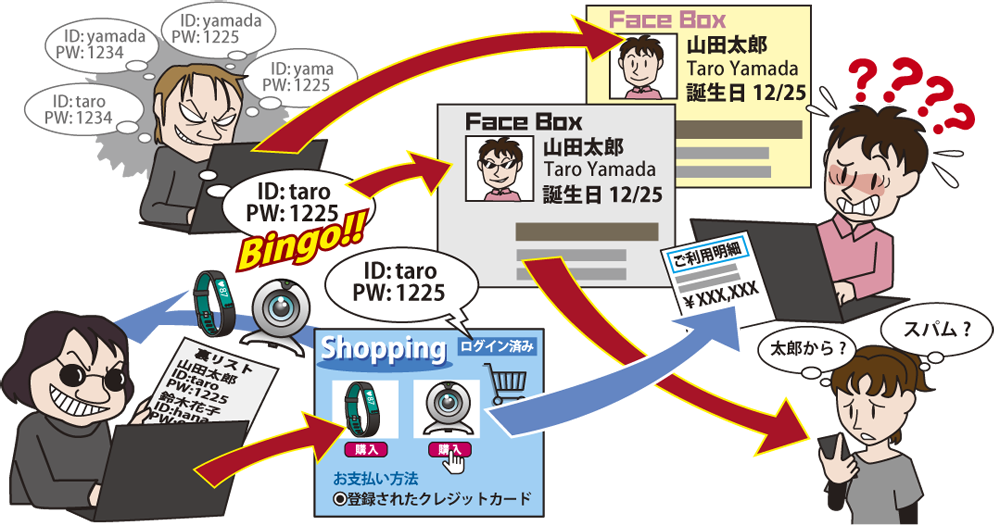 ID: yamada
PW: 1234
ID: yamada
PW: 1225
ID: yama
PW: 1225
ID: taro
PW: 1234
ID: taro
PW: 1225
Bingo!!
Face Box
山田太郎
Taro Yamada
誕生日 12/25
Face Box
山田太郎
Taro Yamada
誕生日 12/25
????
ご利用明細
¥XXX,XXX
太郎から?
スパム?
裏リスト
山田太郎
ID:taro
PW:1225
鈴木花子
ID:hana
ID: taro
PW: 1225
Shopping
ログイン済み
87
87
購入
購入
お支払い方法
◉登録されたクレジットカード